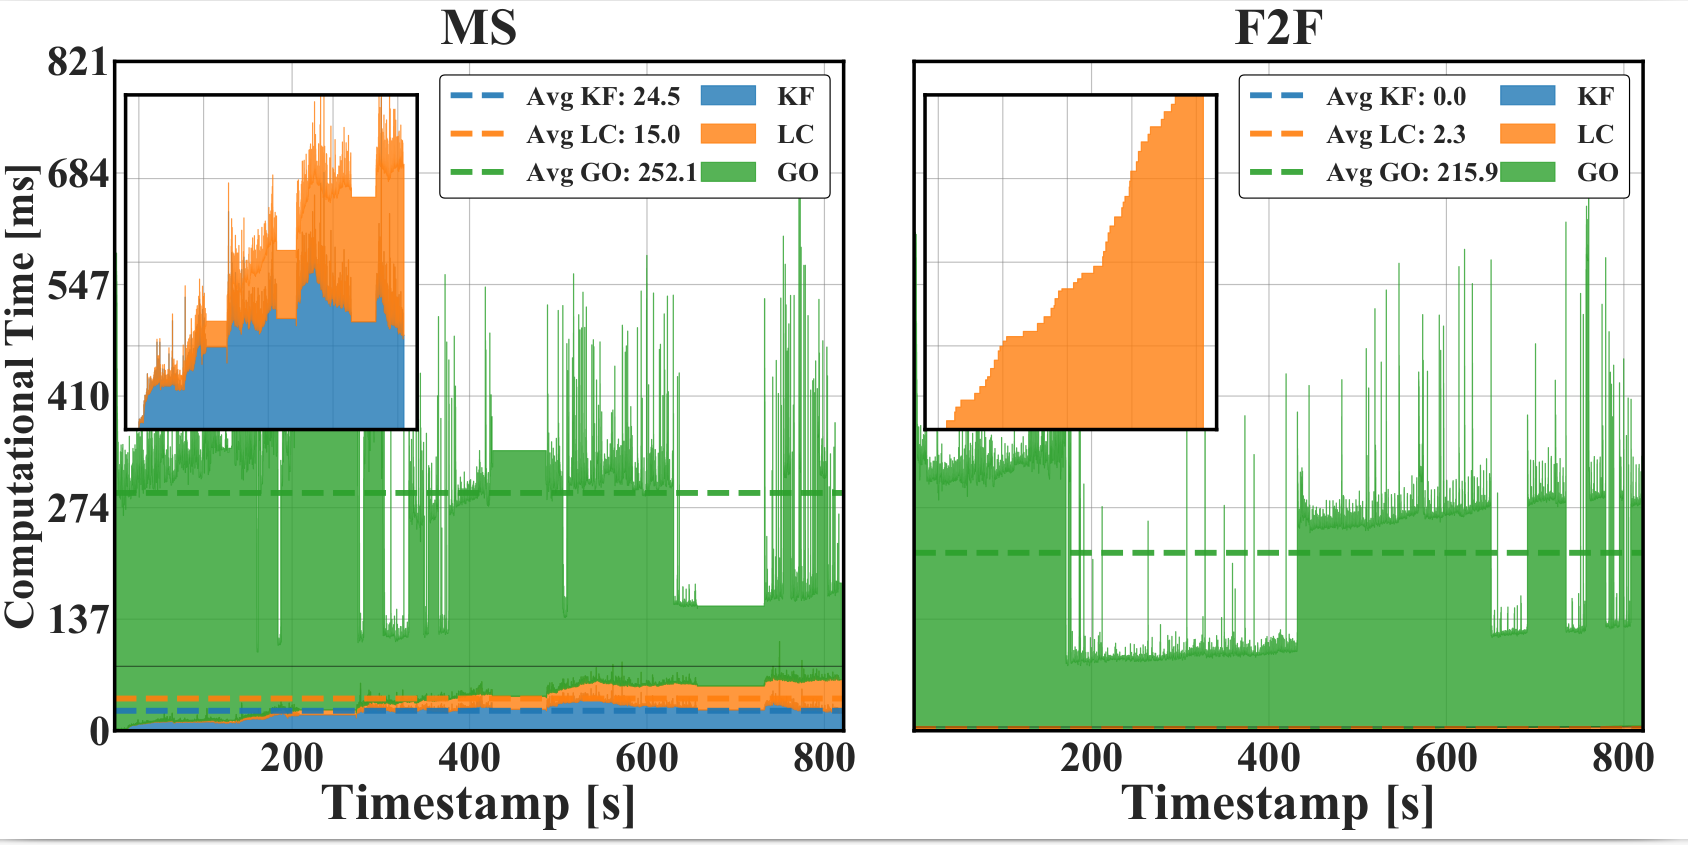 MS
821
684
547
410
274
137
0
Computational Time [ms]
Avg KF: 24.5 KF
Avg LC: 15.0 LC
Avg GO: 252.1 GO
200 400 600 800
Timestamp [s]
F2F
Avg KF: 0.0 KF
Avg LC: 2.3 LC
Avg GO: 215.9 GO
200 400 600 800
Timestamp [s]